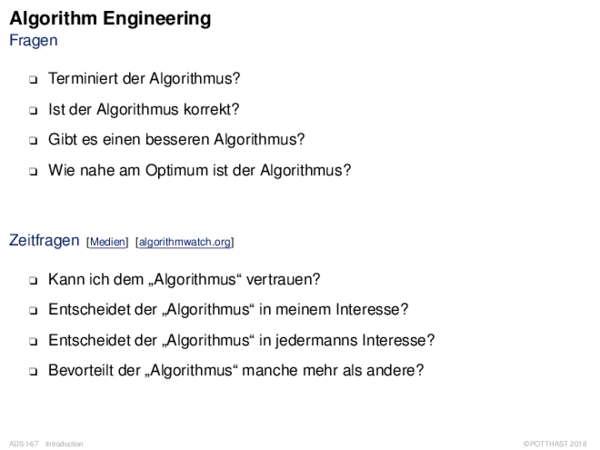 Algorithm Engineering
Fragen
❑ Terminiert der Algorithmus?
❑ Ist der Algorithmus korrekt?
❑ Gibt es einen besseren Algorithmus?
❑ Wie nahe am Optimum ist der Algorithmus?
Zeitfragen [Medien] [algorithmwatch.org]
❑ Kann ich dem „Algorithmus“ vertrauen?
❑ Entscheidet der „Algorithmus“ in meinem Interesse?
❑ Entscheidet der „Algorithmus“ in jedermanns Interesse?
❑ Bevorteilt der „Algorithmus“ manche mehr als andere?
ADS:I-67 Introduction ©POTTHAST 2018